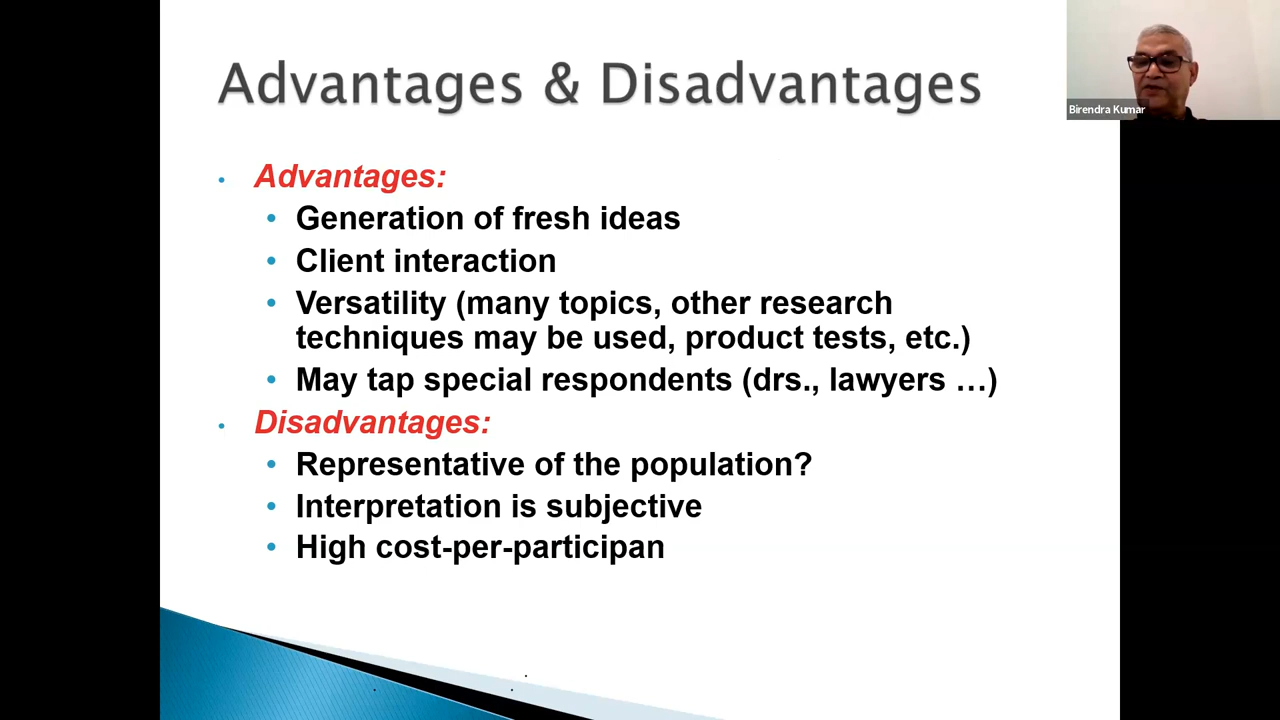 Advantages & Disadvantages
Birendra Kumar
• Advantages:
• Generation of fresh ideas
• Client interaction
• Versatility (many topics, other research
techniques may be used, product tests, etc.)
• May tap special respondents (drs., lawyers …)
• Disadvantages:
• Representative of the population?
• Interpretation is subjective
• High cost-per-participan